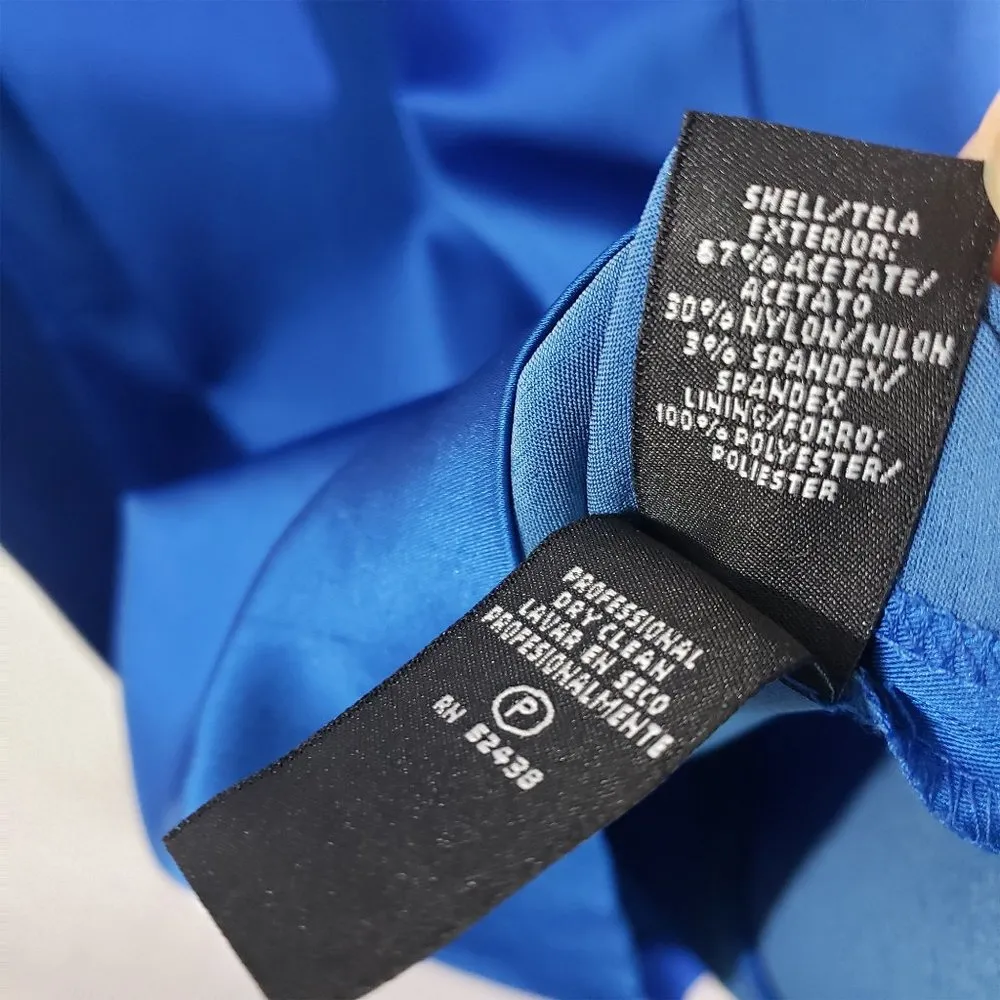 SHELL/TELA
EXTERIOR:
67% ACETATE/
ACETATO
30% NYLON/NILON
3% SPANDEX/
SPANDEX
LINING/FORRO:
100% POLYESTER/
POLIESTER
PROFESSIONAL
DRY CLEAN
LAVAR EN SECO
PROFESIONALMENTE
P
RN 52438